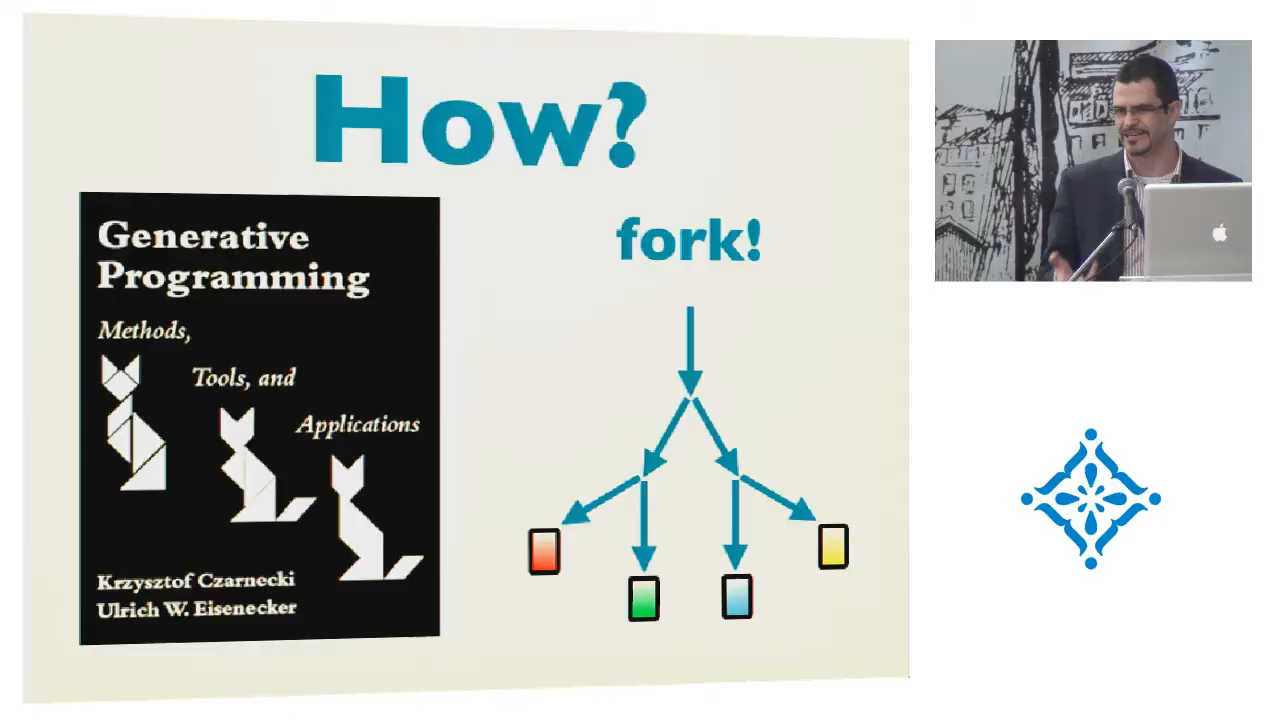 How?
Generative
Programming
Methods,
Tools, and
Applications
Krzysztof Czarnecki
Ulrich W. Eisenecker
fork!